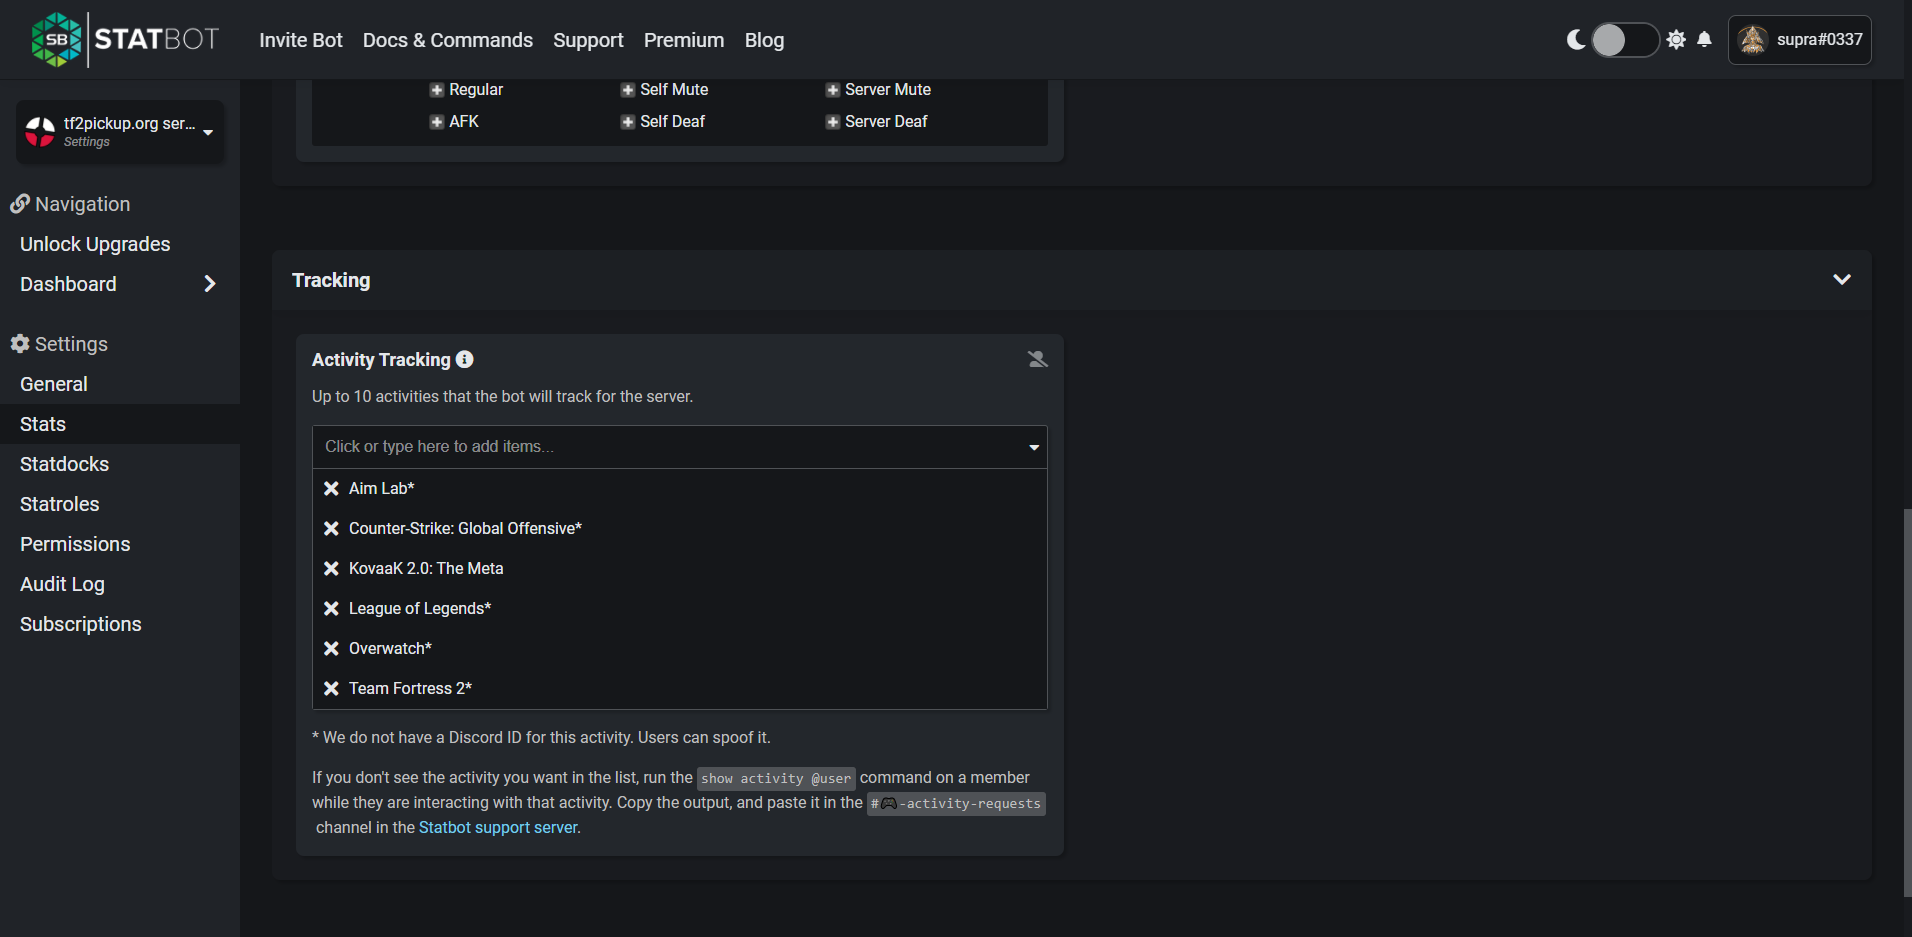 SB STATBOT Invite Bot Docs & Commands Support Premium Blog supra#0337
tf2pickup.org ser...
Settings
Navigation
Unlock Upgrades
Dashboard
Settings
General
Stats
Statdocks
Statroles
Permissions
Audit Log
Subscriptions
Regular Self Mute Server Mute
AFK Self Deaf Server Deaf
Tracking
Activity Tracking
Up to 10 activities that the bot will track for the server.
Click or type here to add items...
Aim Lab*
Counter-Strike: Global Offensive*
KovaaK 2.0: The Meta
League of Legends*
Overwatch*
Team Fortress 2*
* We do not have a Discord ID for this activity. Users can spoof it.
If you don't see the activity you want in the list, run the show activity @user command on a member
while they are interacting with that activity. Copy the output, and paste it in the #🎮-activity-requests
channel in the Statbot support server.